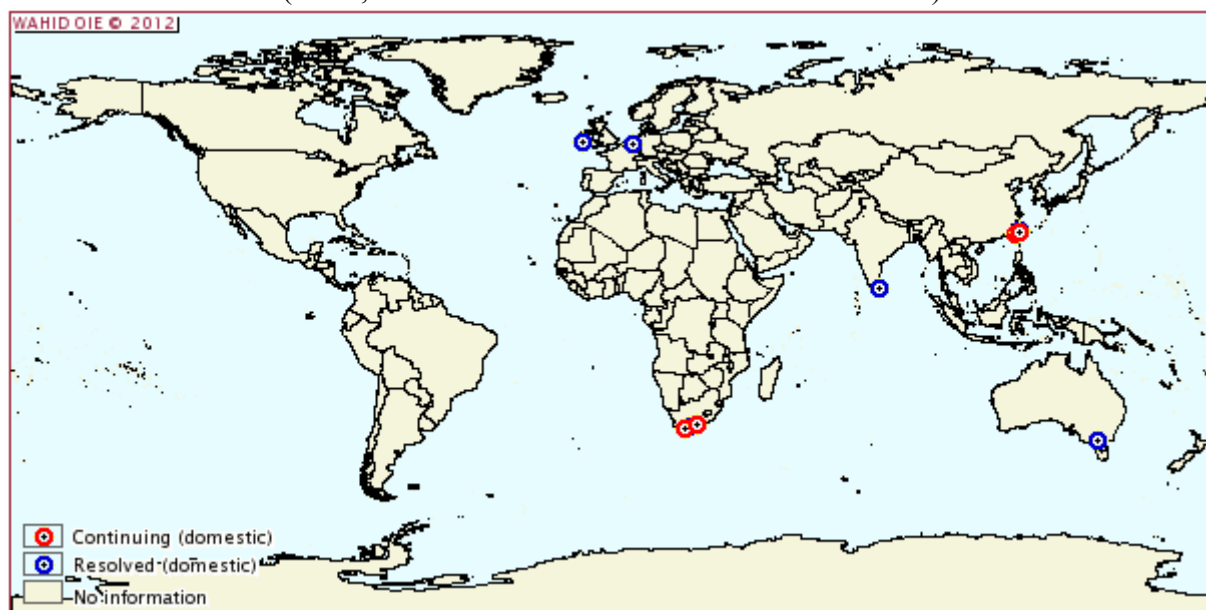 WAHID OIE © 2012
Continuing (domestic)
Resolved (domestic)
No information